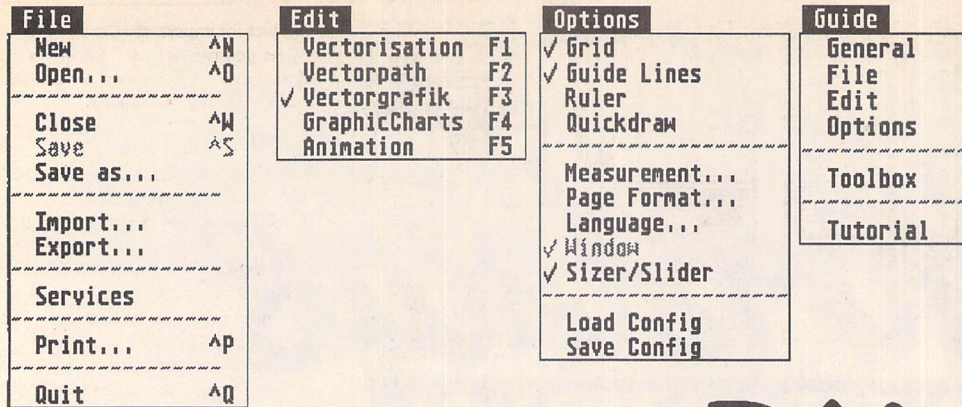 File
New ^N
Open... ^O
Close ^W
Save ^S
Save as...
Import...
Export...
Services
Print... ^P
Quit ^Q
Edit
Vectorisation F1
Vectorpath F2
✓ Vectorgrafik F3
GraphicCharts F4
Animation F5
Options
✓ Grid
✓ Guide Lines
Ruler
Quickdraw
Measurement...
Page Format...
Language...
✓ Window
✓ Sizer/Slider
Load Config
Save Config
Guide
General
File
Edit
Options
Toolbox
Tutorial